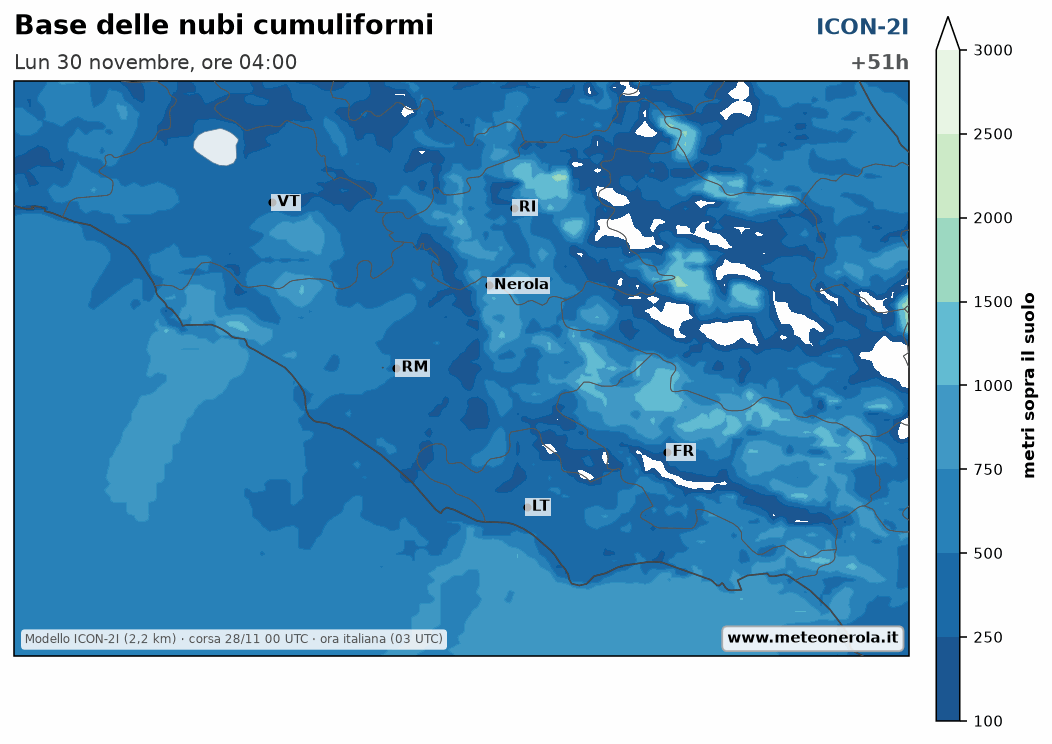 Base delle nubi cumuliformi
ICON-2I
Lun 30 novembre, ore 04:00
+51h
VT
RI
Nerola
RM
FR
LT
Modello ICON-2I (2,2 km) · corsa 28/11 00 UTC · ora italiana (03 UTC)
www.meteonerola.it
3000
2500
2000
1500
1000
750
500
250
100
metri sopra il suolo